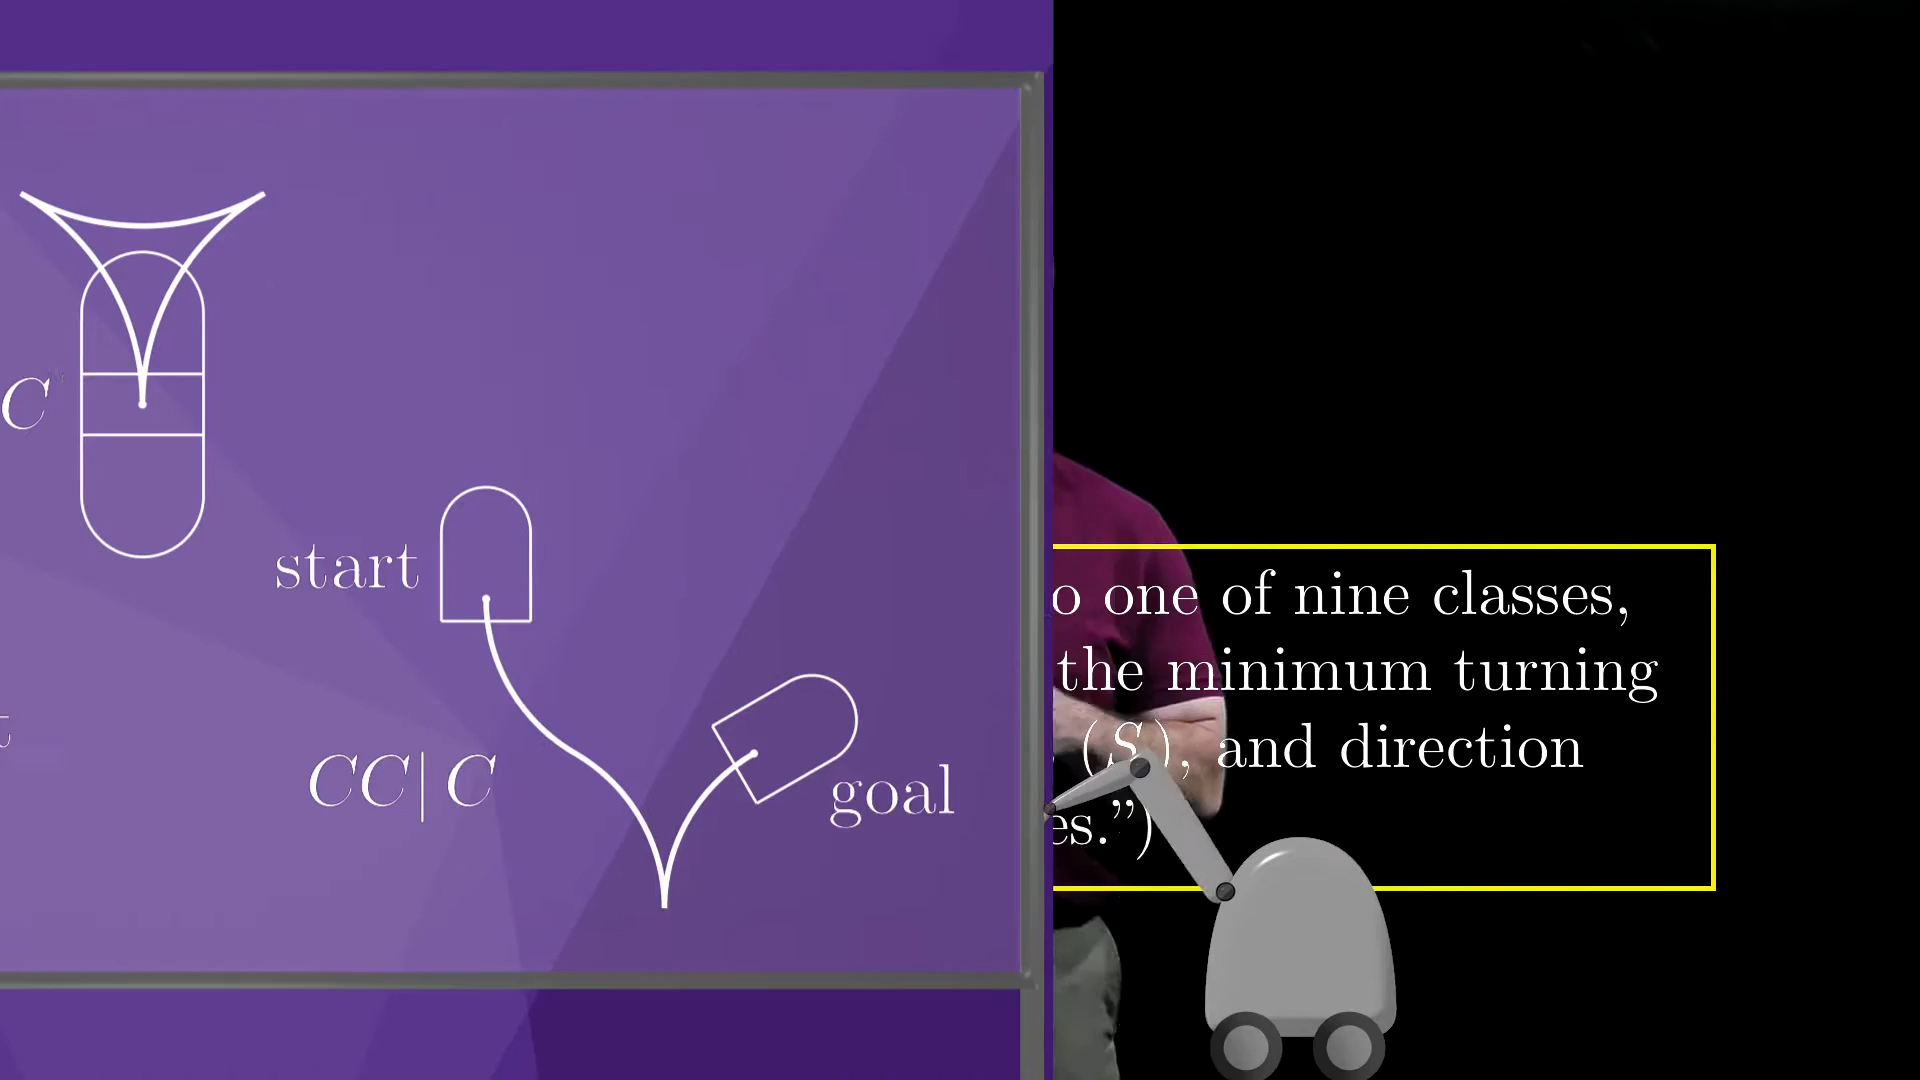 C
start
CC| C
goal
one of nine classes,
the minimum turning
(S), and direction
es.”)